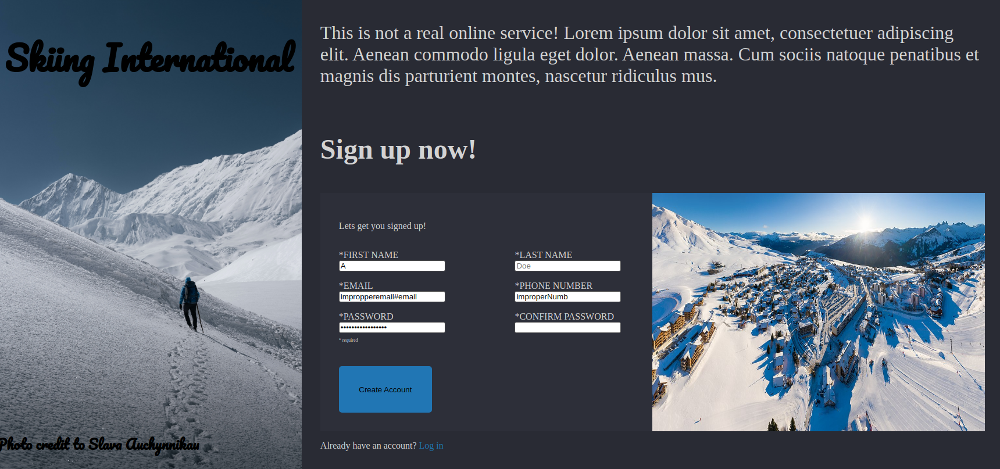 Skiing International
This is not a real online service! Lorem ipsum dolor sit amet, consectetuer adipiscing
elit. Aenean commodo ligula eget dolor. Aenean massa. Cum sociis natoque penatibus et
magnis dis parturient montes, nascetur ridiculus mus.
Sign up now!
Lets get you signed up!
*FIRST NAME
A
*LAST NAME
Doe
*EMAIL
impropperemail#email
*PHONE NUMBER
improperNumb
*PASSWORD
•••••••••••••••••
*CONFIRM PASSWORD
* required
Create Account
Photo credit to Slava Auchynnikau
Already have an account? Log in